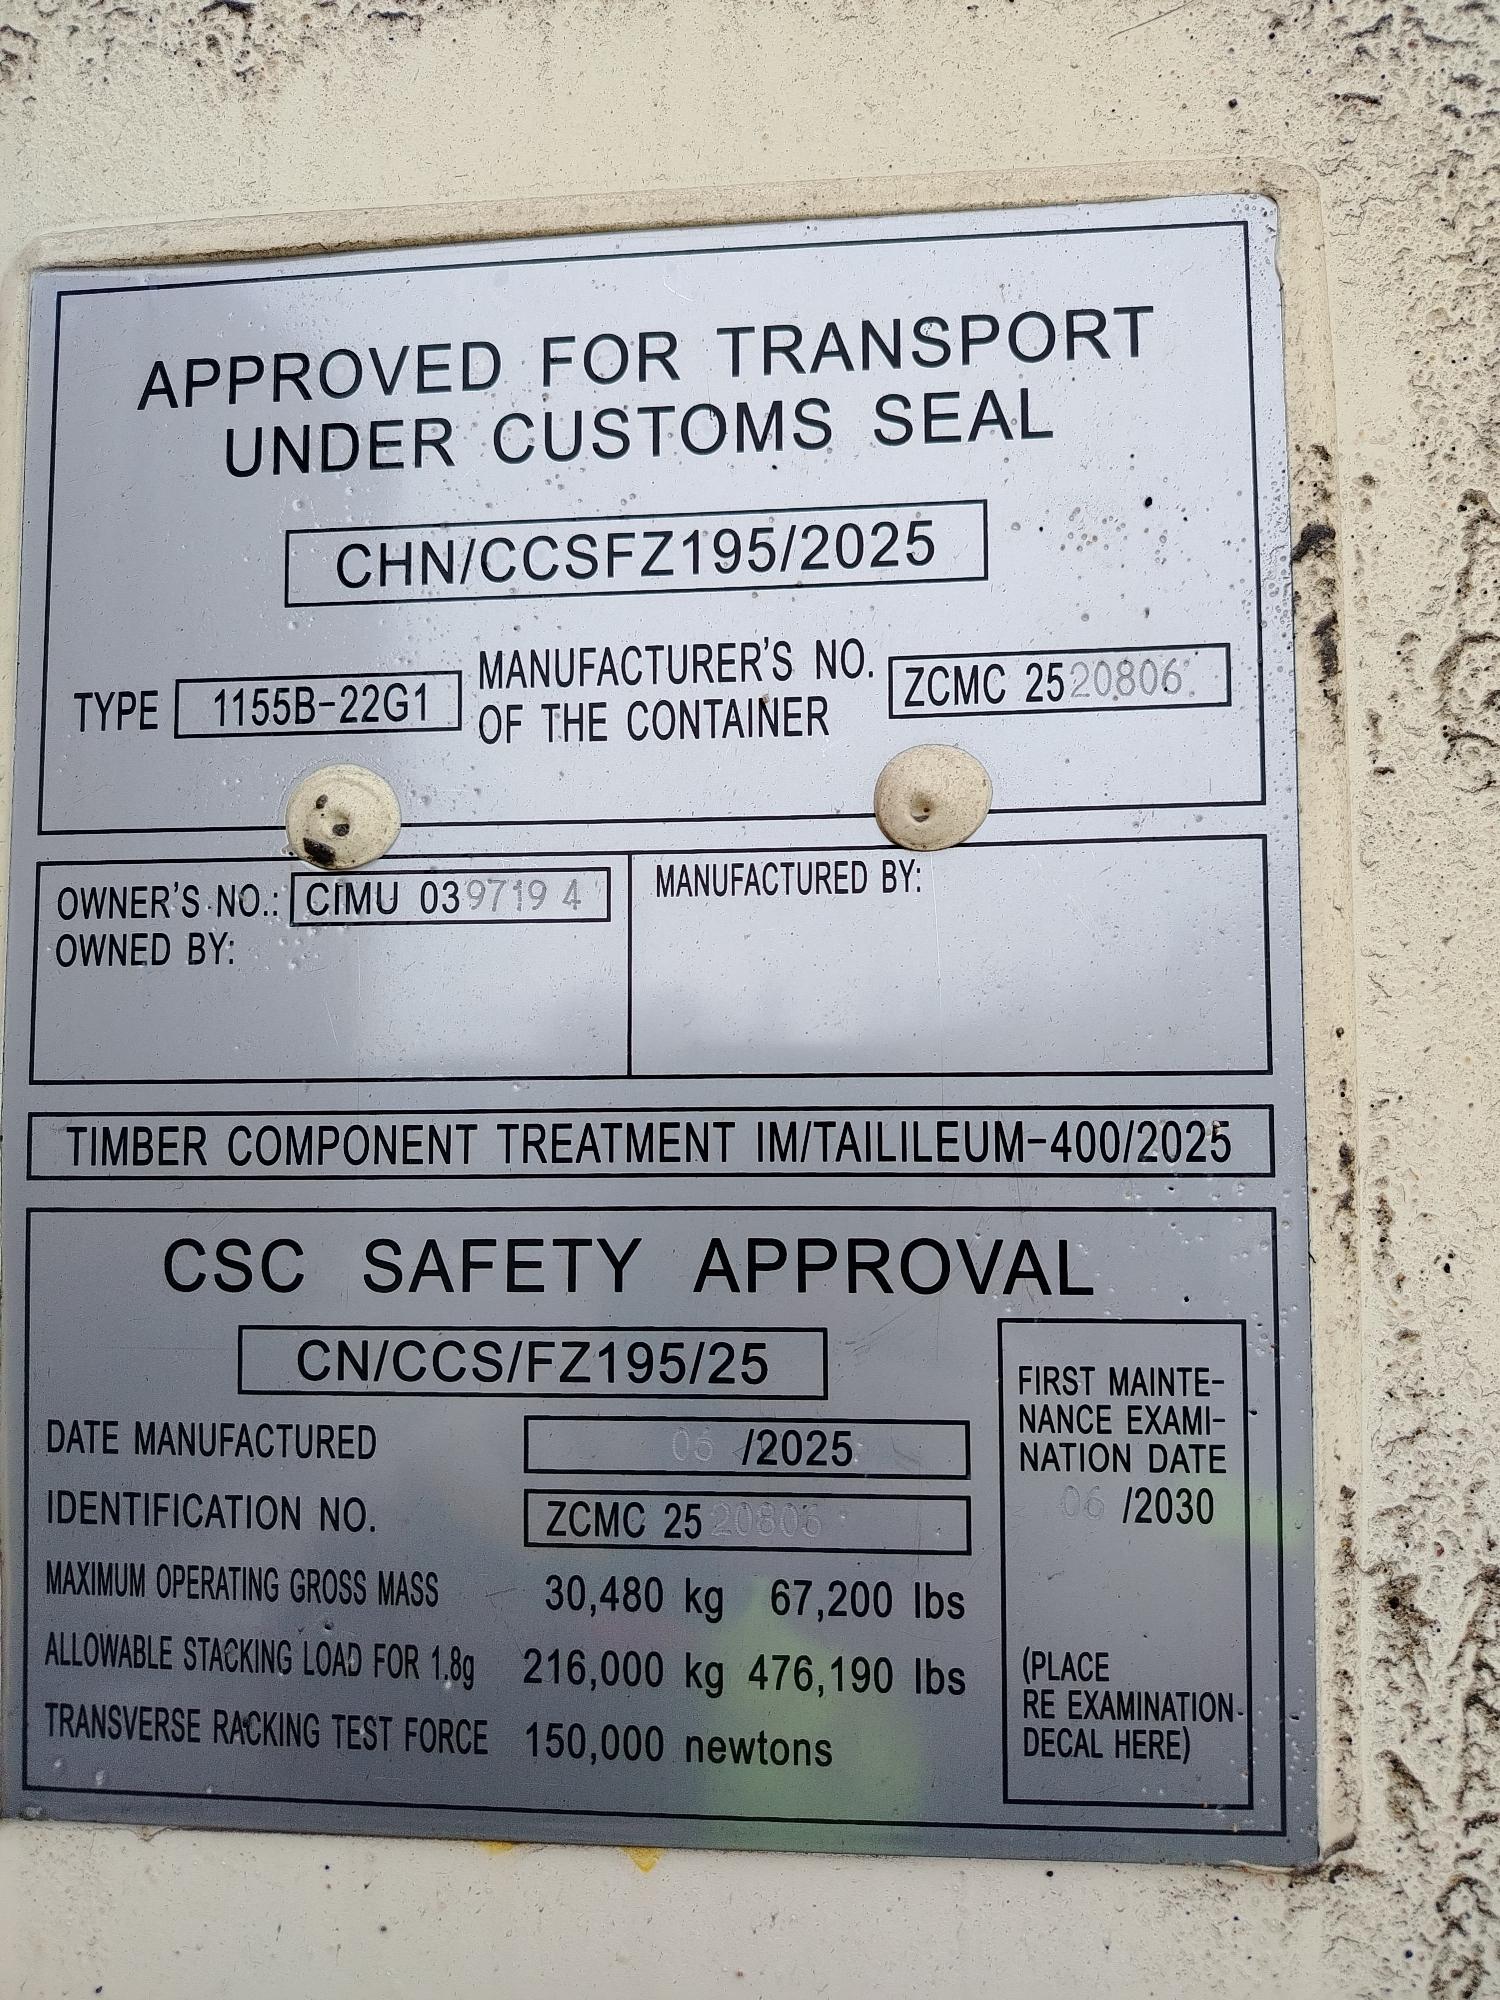 APPROVED FOR TRANSPORT
UNDER CUSTOMS SEAL
CHN/CCSFZ195/2025
TYPE 1155B-22G1 MANUFACTURER'S NO.
OF THE CONTAINER ZCMC 2520806
OWNER'S NO.: CIMU 039719 4
OWNED BY:
MANUFACTURED BY:
TIMBER COMPONENT TREATMENT IM/TAILILEUM-400/2025
CSC SAFETY APPROVAL
CN/CCS/FZ195/25
DATE MANUFACTURED 06 /2025
IDENTIFICATION NO. ZCMC 25 20806
MAXIMUM OPERATING GROSS MASS 30,480 kg 67,200 lbs
ALLOWABLE STACKING LOAD FOR 1.8g 216,000 kg 476,190 lbs
TRANSVERSE RACKING TEST FORCE 150,000 newtons
FIRST MAINTE-
NANCE EXAMI-
NATION DATE
06 /2030
(PLACE
RE EXAMINATION
DECAL HERE)